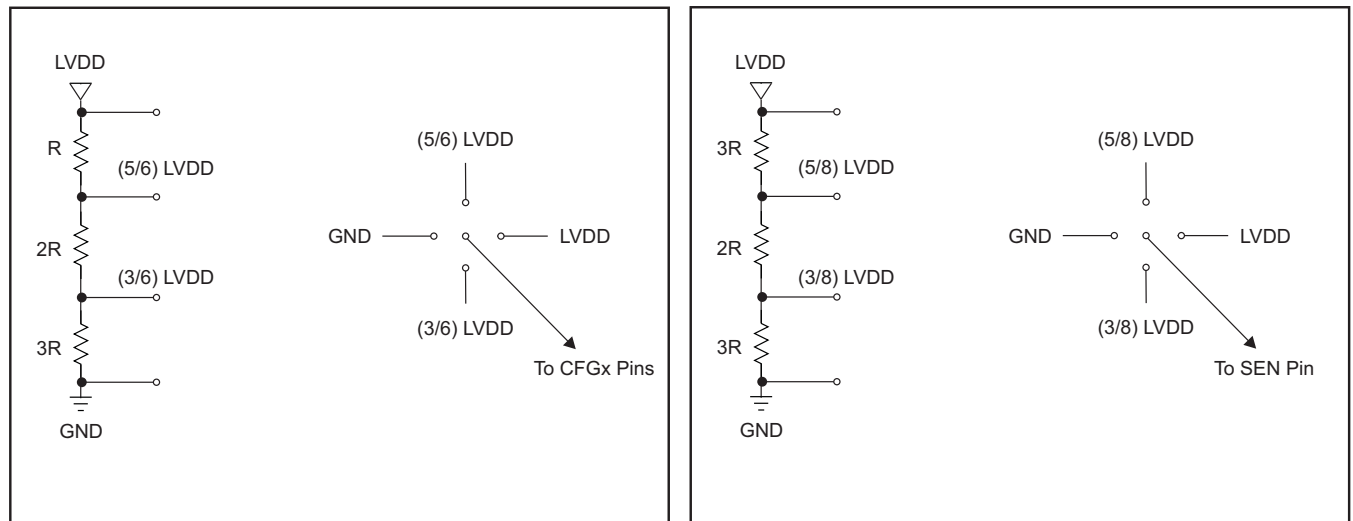 LVDD
R
(5/6) LVDD
2R
(3/6) LVDD
3R
GND
(5/6) LVDD
GND
LVDD
(3/6) LVDD
To CFGx Pins
LVDD
3R
(5/8) LVDD
2R
(3/8) LVDD
3R
GND
(5/8) LVDD
GND
LVDD
(3/8) LVDD
To SEN Pin